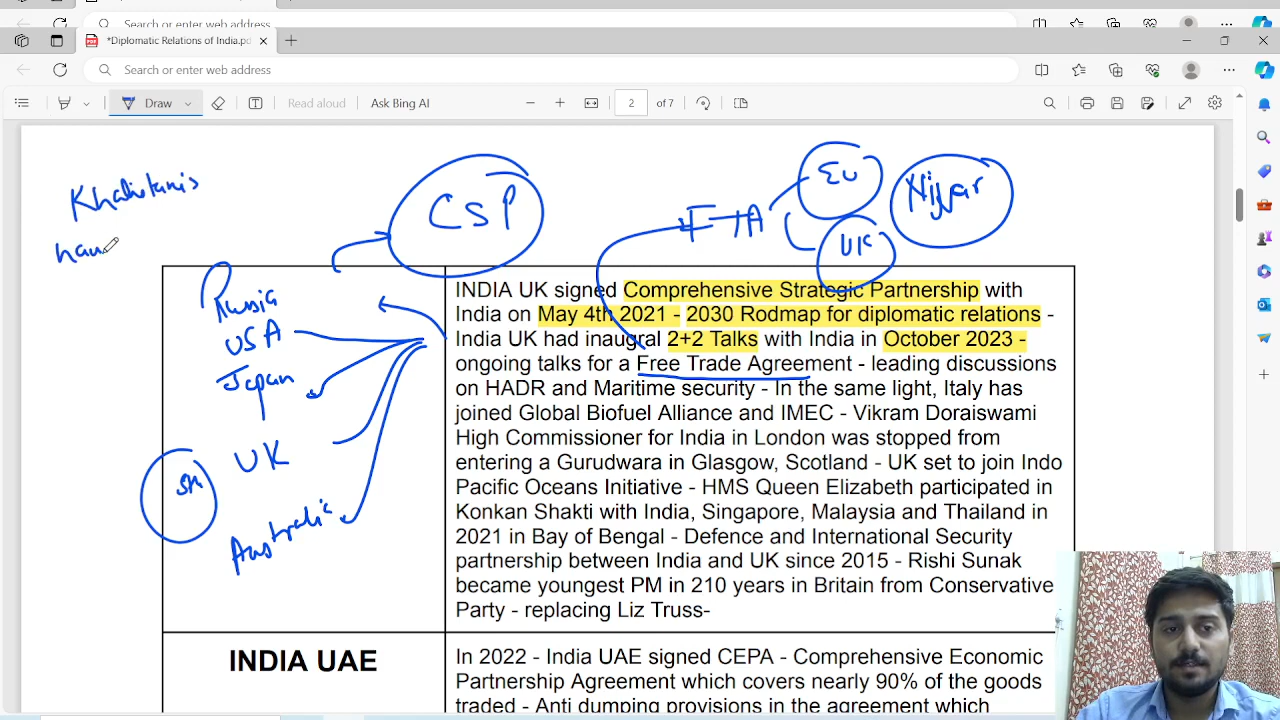 Search or enter web address
*Diplomatic Relations of India.pd
Search or enter web address
Draw
Read aloud
Ask Bing AI
2 of 7
Khalistanis
CSP
FTA
EU
UK
Nijjar
Russia
USA
Japan
UK
Australia
INDIA UK signed Comprehensive Strategic Partnership with
India on May 4th 2021 - 2030 Rodmap for diplomatic relations -
India UK had inaugral 2+2 Talks with India in October 2023 -
ongoing talks for a Free Trade Agreement - leading discussions
on HADR and Maritime security - In the same light, Italy has
joined Global Biofuel Alliance and IMEC - Vikram Doraiswami
High Commissioner for India in London was stopped from
entering a Gurudwara in Glasgow, Scotland - UK set to join Indo
Pacific Oceans Initiative - HMS Queen Elizabeth participated in
Konkan Shakti with India, Singapore, Malaysia and Thailand in
2021 in Bay of Bengal - Defence and International Security
partnership between India and UK since 2015 - Rishi Sunak
became youngest PM in 210 years in Britain from Conservative
Party - replacing Liz Truss-
INDIA UAE
In 2022 - India UAE signed CEPA - Comprehensive Economic
Partnership Agreement which covers nearly 90% of the goods
traded - Anti dumping provisions in the agreement which